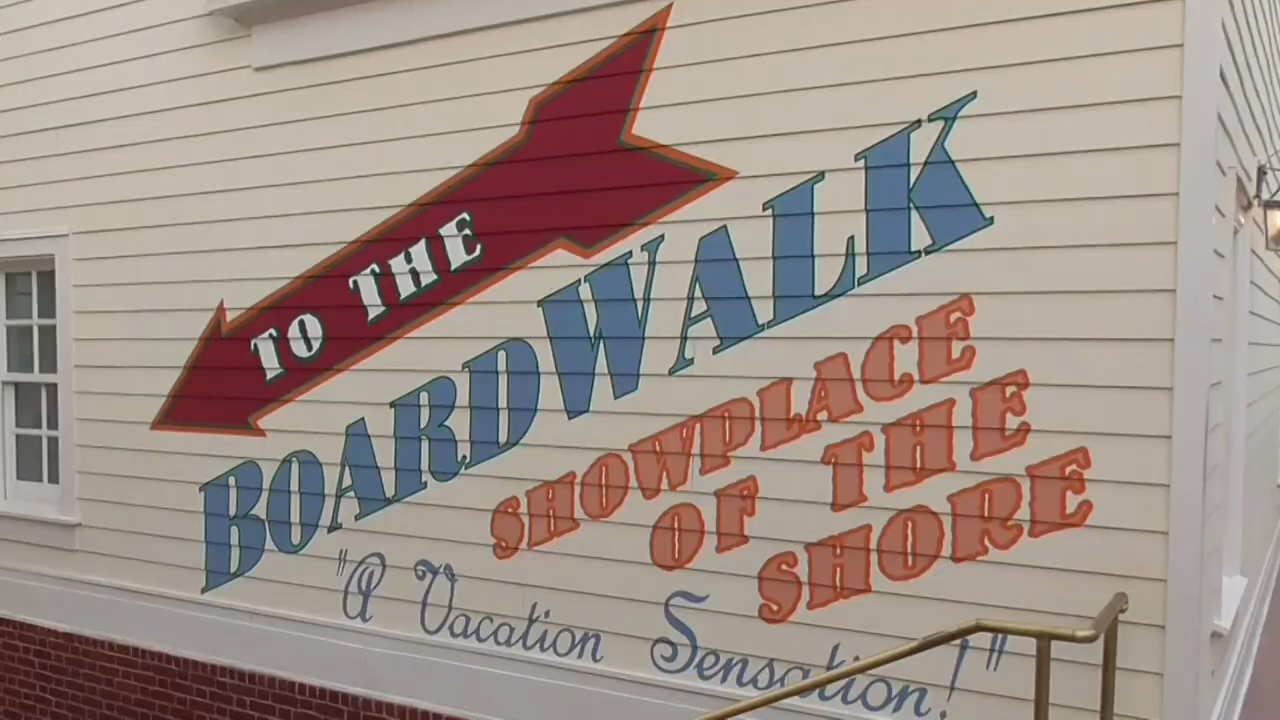 TO THE
BOARDWALK
SHOWPLACE
OF THE
SHORE
"A Vacation Sensation!"